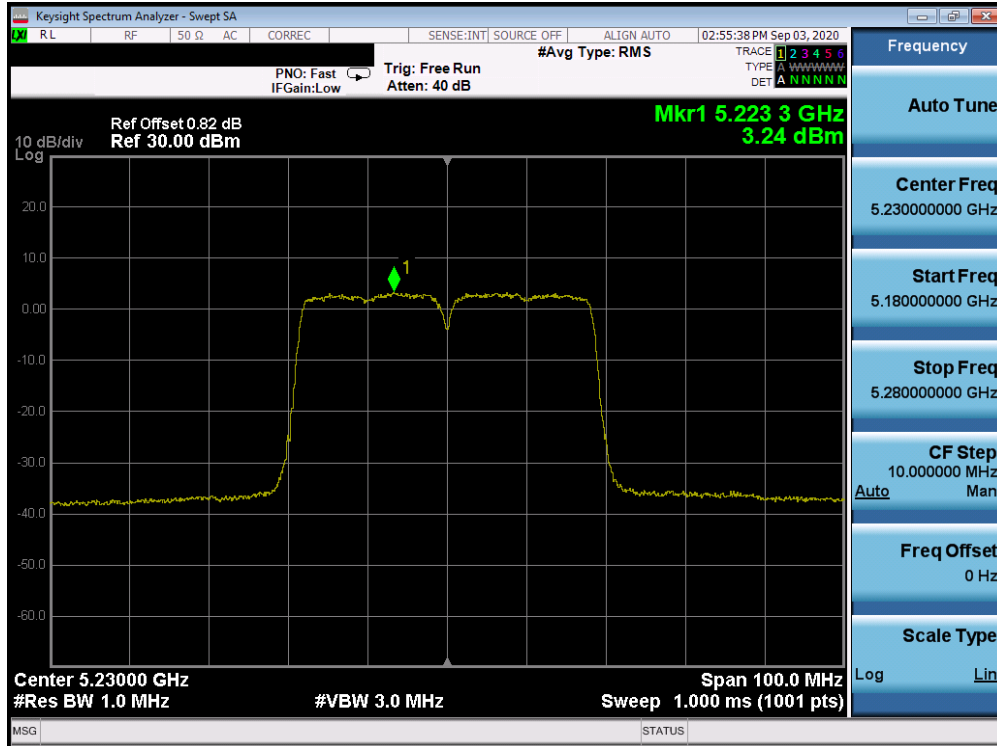 Keysight Spectrum Analyzer - Swept SA
LXI RL RF 50 Ω AC CORREC SENSE:INT SOURCE OFF ALIGN AUTO 02:55:38 PM Sep 03, 2020
#Avg Type: RMS
TRACE 1 2 3 4 5 6
TYPE A WWWWW
DET A N N N N N
PNO: Fast
IFGain:Low
Trig: Free Run
Atten: 40 dB
Mkr1 5.223 3 GHz
3.24 dBm
Ref Offset 0.82 dB
10 dB/div Ref 30.00 dBm
Log
20.0
10.0
1
0.00
-10.0
-20.0
-30.0
-40.0
-50.0
-60.0
Center 5.23000 GHz Span 100.0 MHz
#Res BW 1.0 MHz #VBW 3.0 MHz Sweep 1.000 ms (1001 pts)
MSG STATUS
Frequency
Auto Tune
Center Freq
5.230000000 GHz
Start Freq
5.180000000 GHz
Stop Freq
5.280000000 GHz
CF Step
10.000000 MHz
Auto Man
Freq Offset
0 Hz
Scale Type
Log Lin